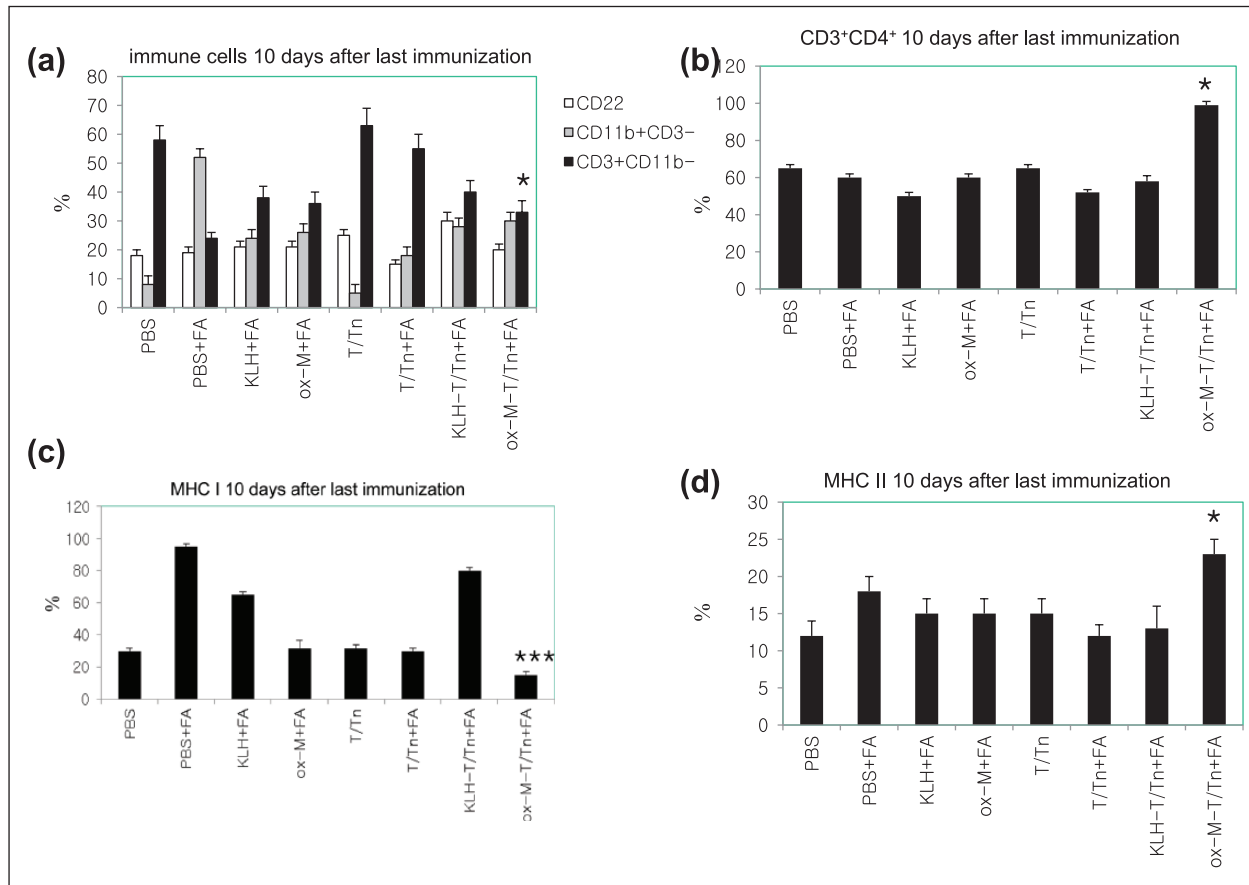 (a)
immune cells 10 days after last immunization
80
70
60
50
40
30
20
10
0
%
*
PBS
PBS+FA
KLH+FA
ox-M+FA
T/Tn
T/Tn+FA
KLH-T/Tn+FA
ox-M-T/Tn+FA
CD22
CD11b+CD3-
CD3+CD11b-
(b)
CD3+CD4+ 10 days after last immunization
120
100
80
60
40
20
0
%
*
PBS
PBS+FA
KLH+FA
ox-M+FA
T/Tn
T/Tn+FA
KLH-T/Tn+FA
ox-M-T/Tn+FA
(c)
MHC I 10 days after last immunization
120
100
80
60
40
20
0
%
***
PBS
PBS+FA
KLH+FA
ox-M+FA
T/Tn
T/Tn+FA
KLH-T/Tn+FA
ox-M-T/Tn+FA
(d)
MHC II 10 days after last immunization
30
25
20
15
10
5
0
%
*
PBS
PBS+FA
KLH+FA
ox-M+FA
T/Tn
T/Tn+FA
KLH-T/Tn+FA
ox-M-T/Tn+FA